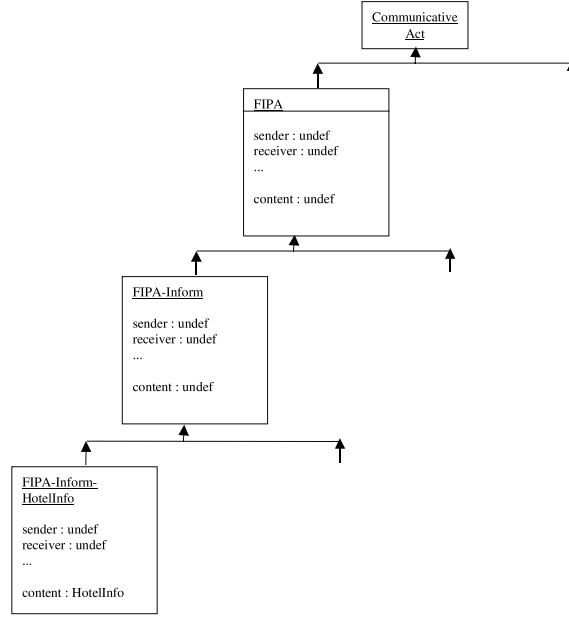 Communicative
Act
FIPA
sender : undef
receiver : undef
...
content : undef
FIPA-Inform
sender : undef
receiver : undef
...
content : undef
FIPA-Inform-
HotelInfo
sender : undef
receiver : undef
...
content : HotelInfo